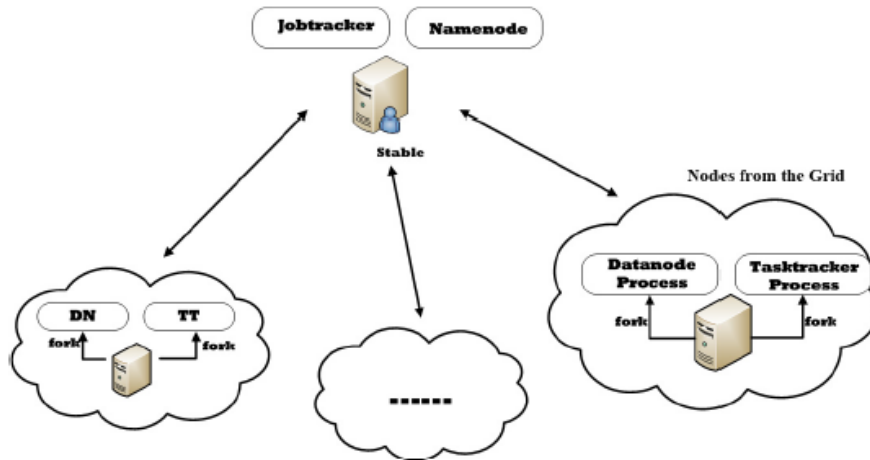 Jobtracker
Namenode
Stable
Nodes from the Grid
DN
TT
fork
fork
Datanode
Process
Tasktracker
Process
fork
fork
------